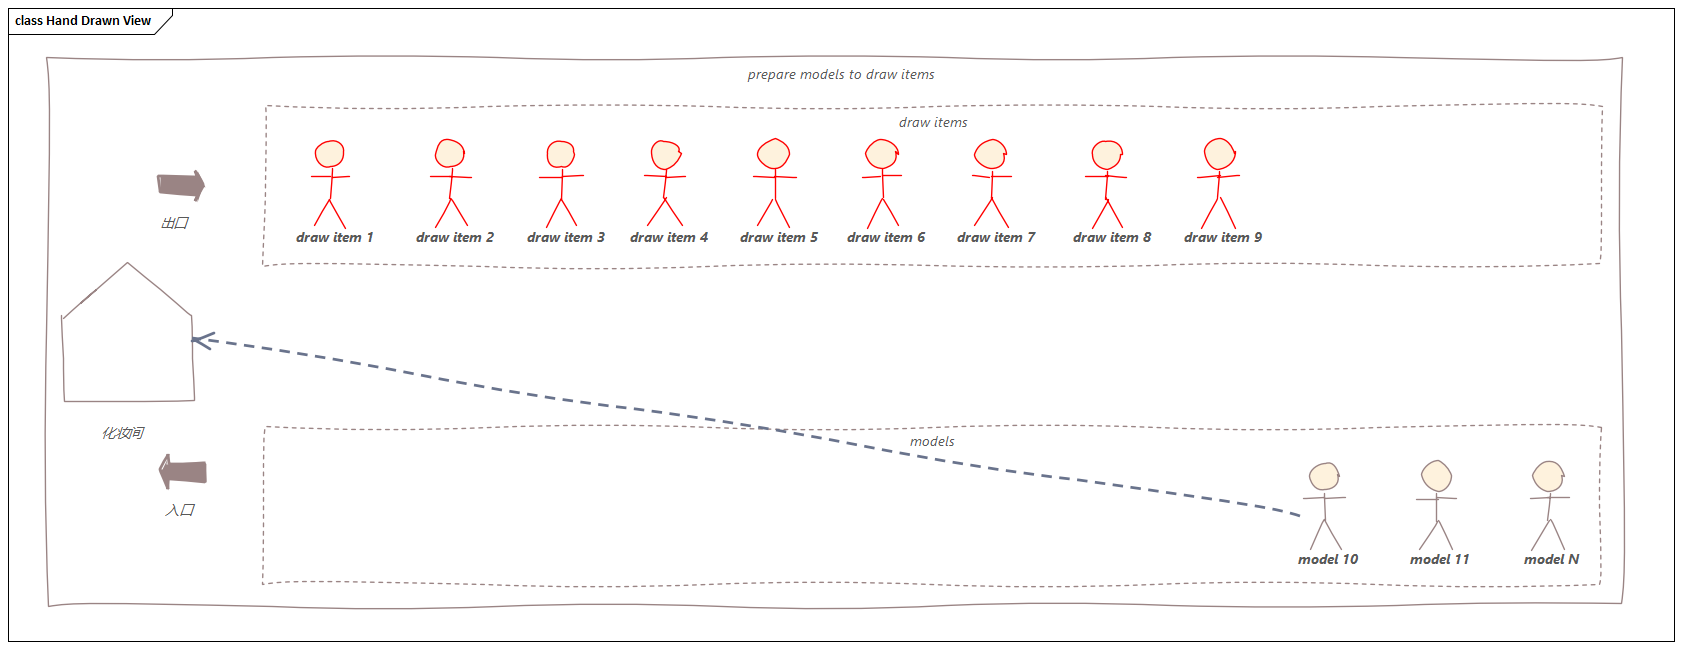 class Hand Drawn View
prepare models to draw items
draw items
draw item 1
draw item 2
draw item 3
draw item 4
draw item 5
draw item 6
draw item 7
draw item 8
draw item 9
出口
化妆间
models
入口
model 10
model 11
model N